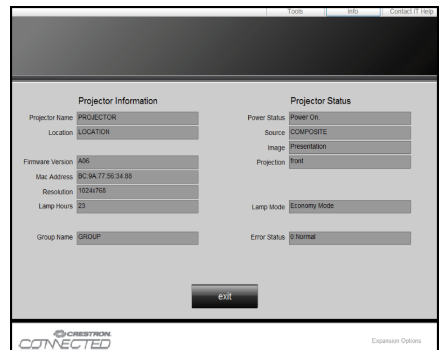 Tools Info Contact IT Help
Projector Information
Projector Name PROJECTOR
Location LOCATION
Firmware Version A06
Mac Address BC:9A:77:56:34:88
Resolution 1024x768
Lamp Hours 23
Group Name GROUP
Projector Status
Power Status Power On.
Source COMPOSITE
Image Presentation
Projection front
Lamp Mode Economy Mode
Error Status 0:Normal
exit
CRESTRON
CONNECTED
Expansion Options